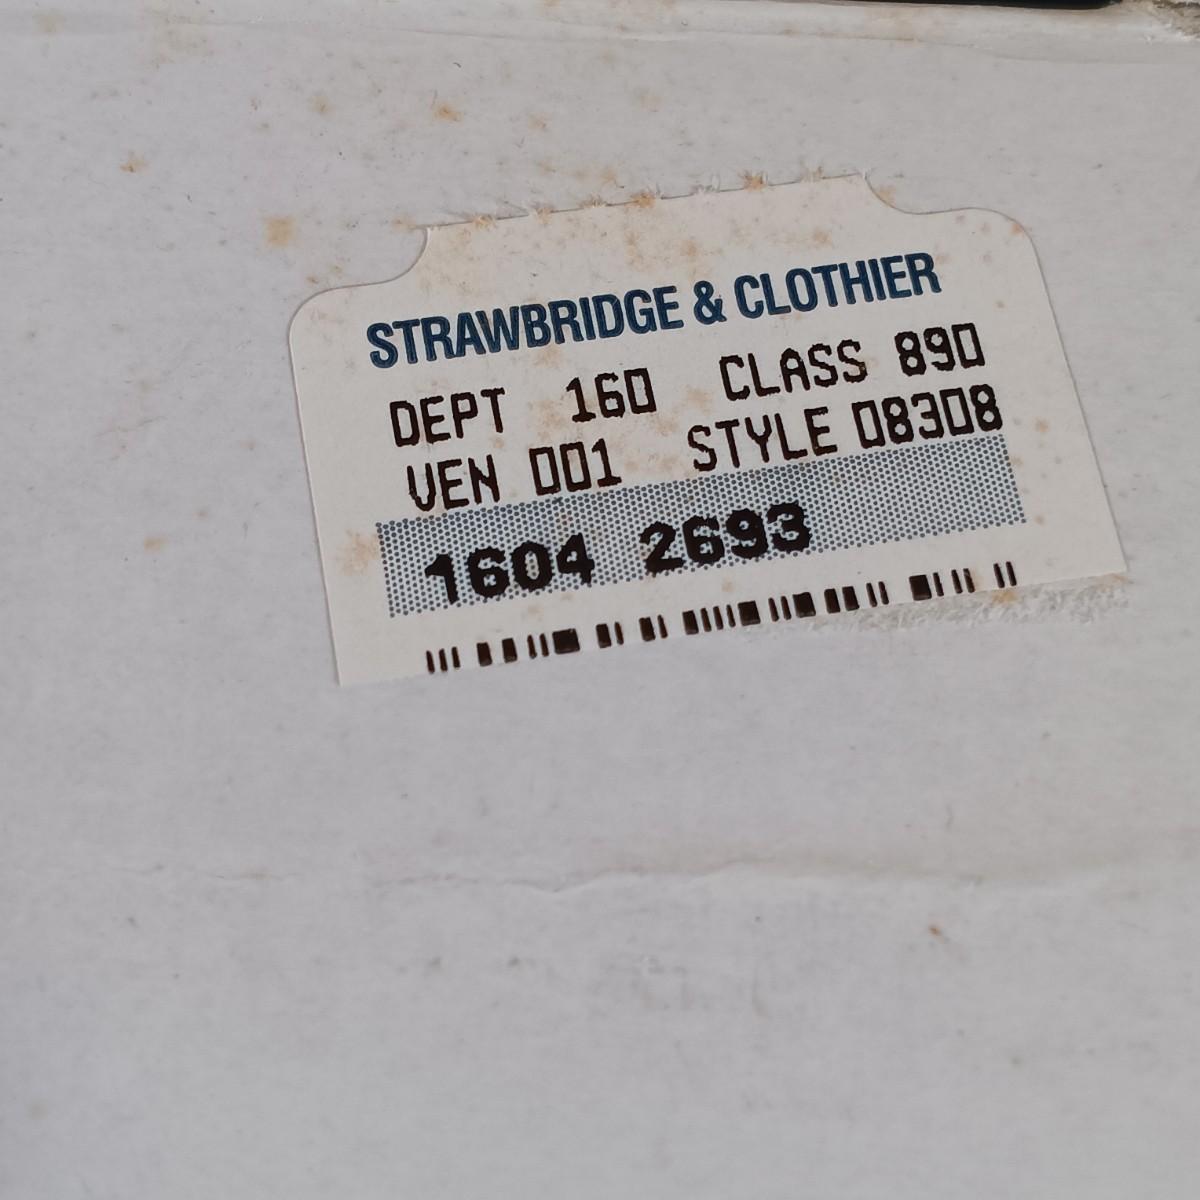 STRAWBRIDGE & CLOTHIER
DEPT 160 CLASS 890
VEN 001 STYLE 08308
1604 2693